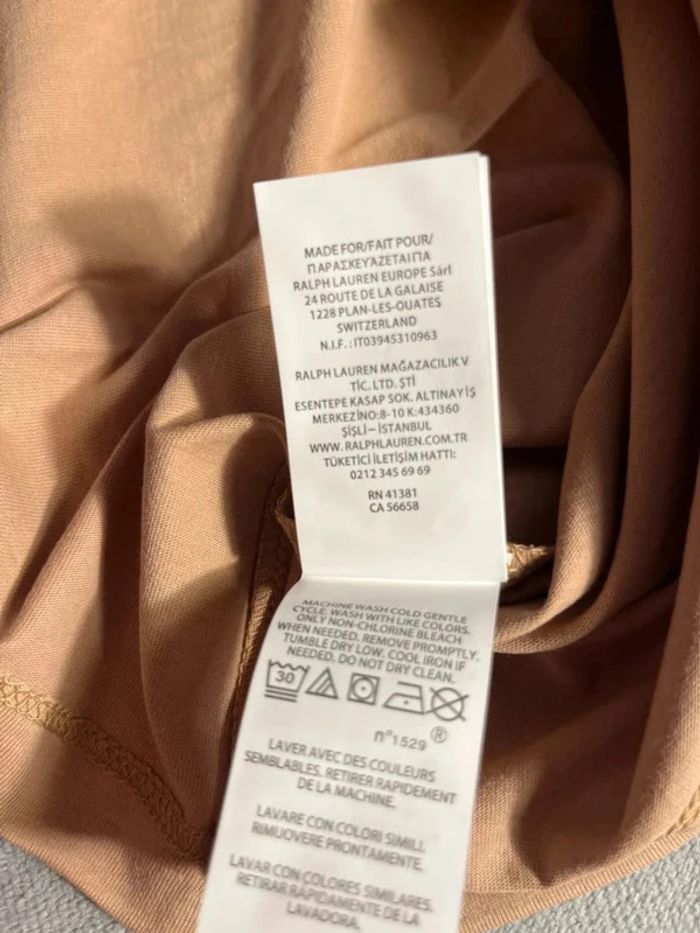 MADE FOR/FAIT POUR/
ΠΑΡΑΣΚΕΥΑΖΕΤΑΙΓΙΑ
RALPH LAUREN EUROPE Sárl
24 ROUTE DE LA GALAISE
1228 PLAN-LES-OUATES
SWITZERLAND
N.I.F.:IT03945310963
RALPH LAUREN MAĞAZACILIK V
TİC. LTD. ŞTİ
ESENTEPE KASAP SOK. ALTINAY İŞ
MERKEZİNO:8-10 K:434360
ŞİŞLİ – İSTANBUL
WWW. RALPHLAUREN.COM.TR
TÜKETİCİ İLETİŞİM HATTI:
0212 345 69 69
RN 41381
CA 56658
MACHINE WASH COLD GENTLE
CYCLE. WASH WITH LIKE COLORS.
ONLY NON-CHLORINE BLEACH
WHEN NEEDED. REMOVE PROMPTLY.
TUMBLE DRY LOW. COOL IRON IF
NEEDED. DO NOT DRY CLEAN.
30
n°1529 ®
LAVER AVEC DES COULEURS
SEMBLABLES. RETIRER RAPIDEMENT
DE LA MACHINE.
LAVARE CON COLORI SIMILI.
RIMUOVERE PRONTAMENTE.
LAVAR CON COLORES SIMILARES.
RETIRAR RÁPIDAMENTE DE LA
LAVADORA.